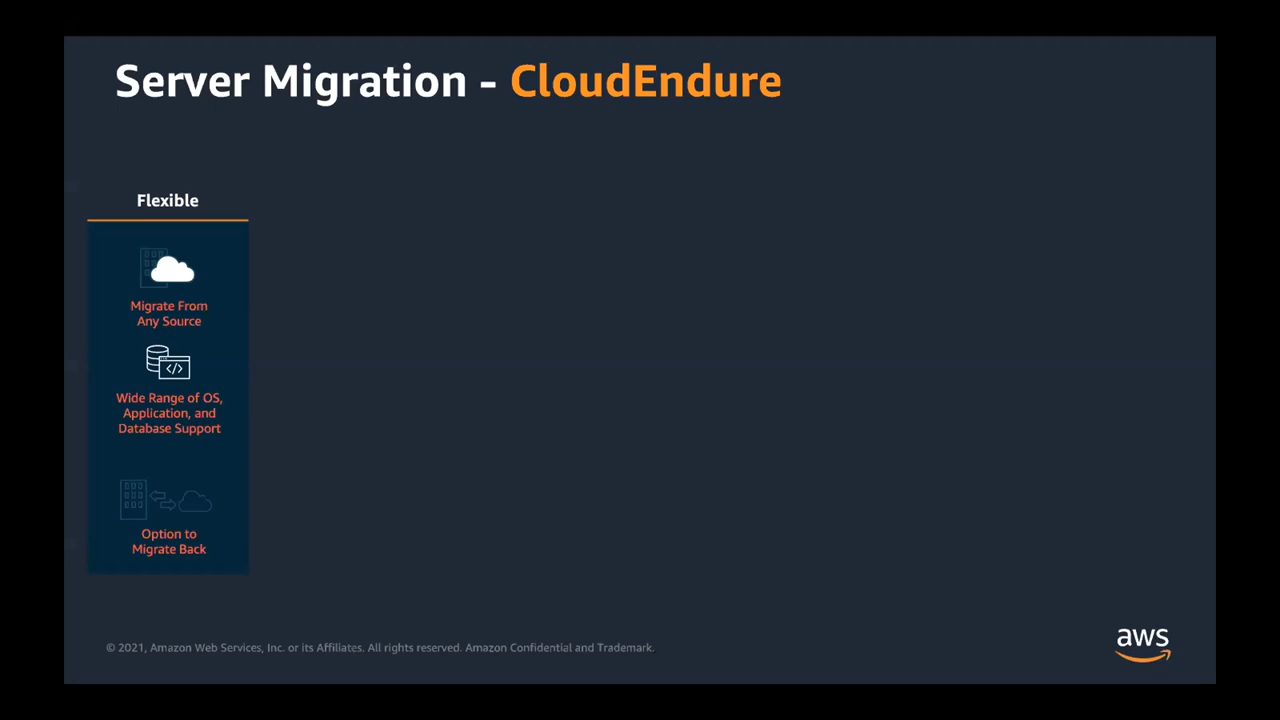 Server Migration - CloudEndure
Flexible
Migrate From
Any Source
</>
Wide Range of OS,
Application, and
Database Support
Option to
Migrate Back
© 2021, Amazon Web Services, Inc. or its Affiliates. All rights reserved. Amazon Confidential and Trademark.
aws